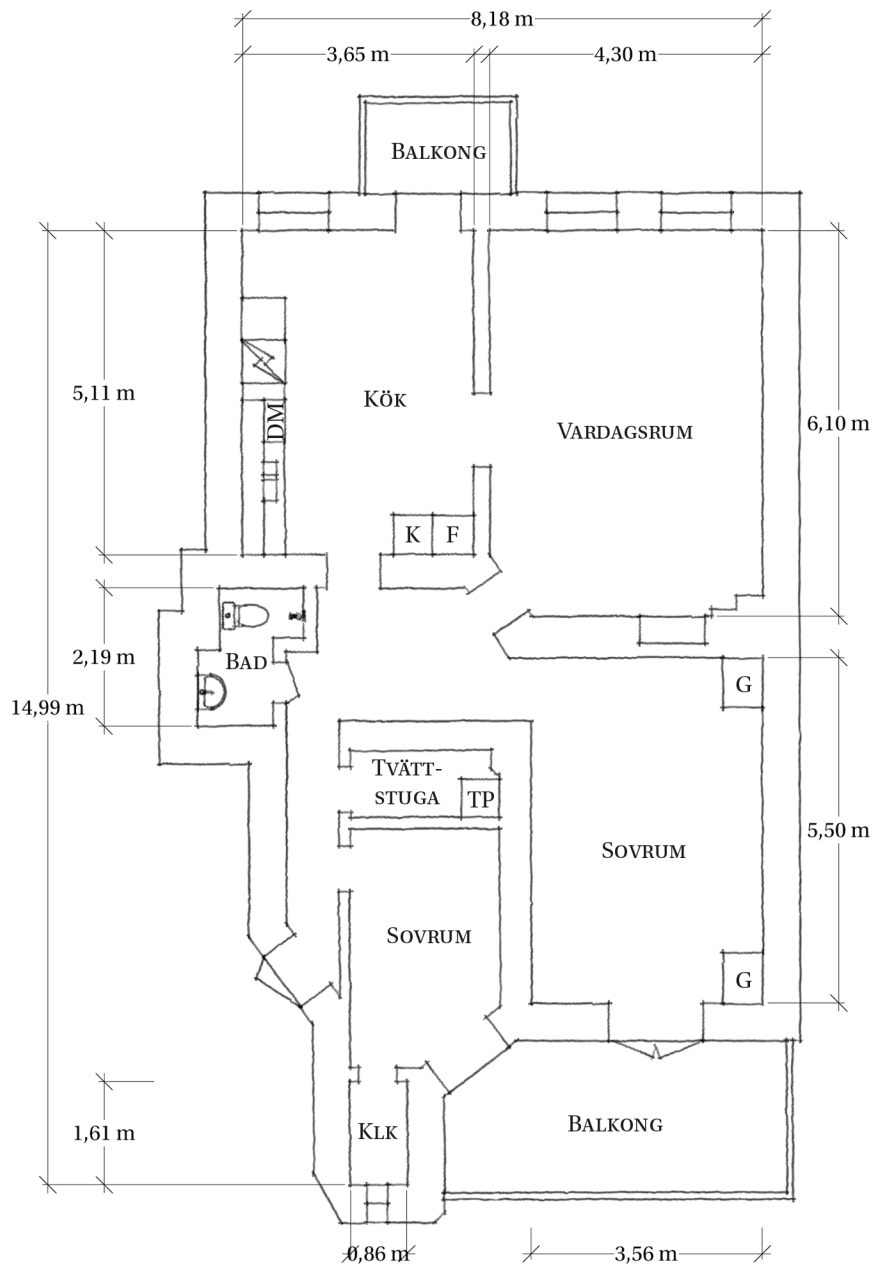 8,18 m
3,65 m
4,30 m
BALKONG
5,11 m
KÖK
DM
VARDAGSRUM
6,10 m
K
F
2,19 m
BAD
G
14,99 m
TVÄTT-
STUGA
TP
SOVRUM
5,50 m
SOVRUM
G
1,61 m
KLK
BALKONG
0,86 m
3,56 m